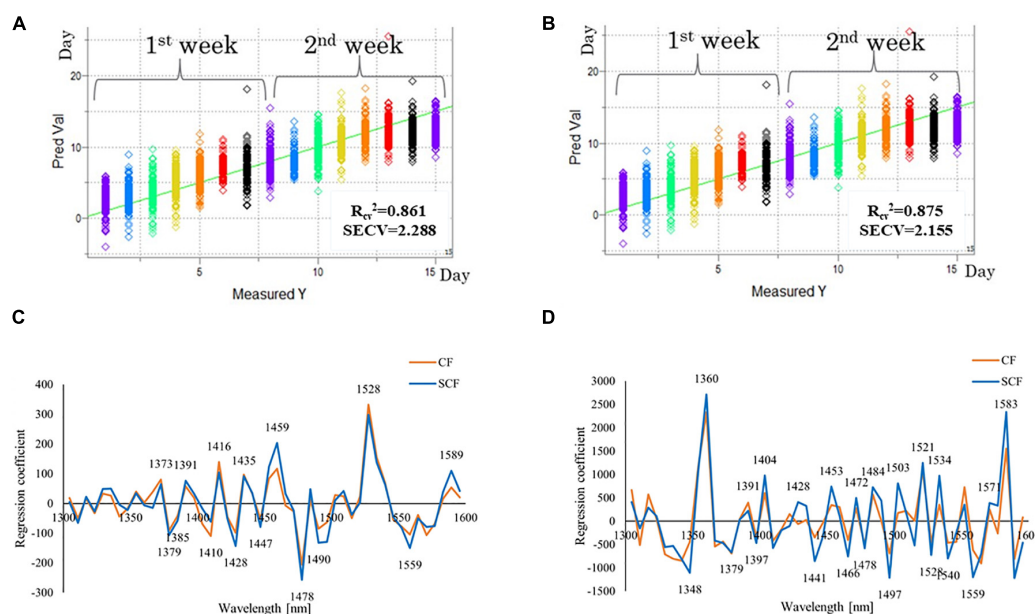 A
Day
1st week
2nd week
20
10
0
Pred Val
Rcv²=0.861
SECV=2.288
5
10
15
Day
Measured Y
B
Day
1st week
2nd week
20
10
0
Pred Val
Rcv²=0.875
SECV=2.155
5
10
15
Day
Measured Y
C
CF
SCF
400
300
200
100
0
-100
-200
-300
Regression coefficient
1528
1459
1416
1435
1373
1391
1589
1300
1350
1400
1450
1500
1550
1600
1385
1379
1410
1428
1447
1490
1478
1559
Wavelength [nm]
D
CF
SCF
3000
2500
2000
1500
1000
500
0
-500
-1000
-1500
Regression coefficient
1360
1583
1404
1521
1453
1484
1503
1534
1391
1428
1472
1571
1300
1350
1400
1450
1500
1550
1600
1348
1379
1397
1441
1466
1478
1497
1528
1540
1559
Wavelength [nm]